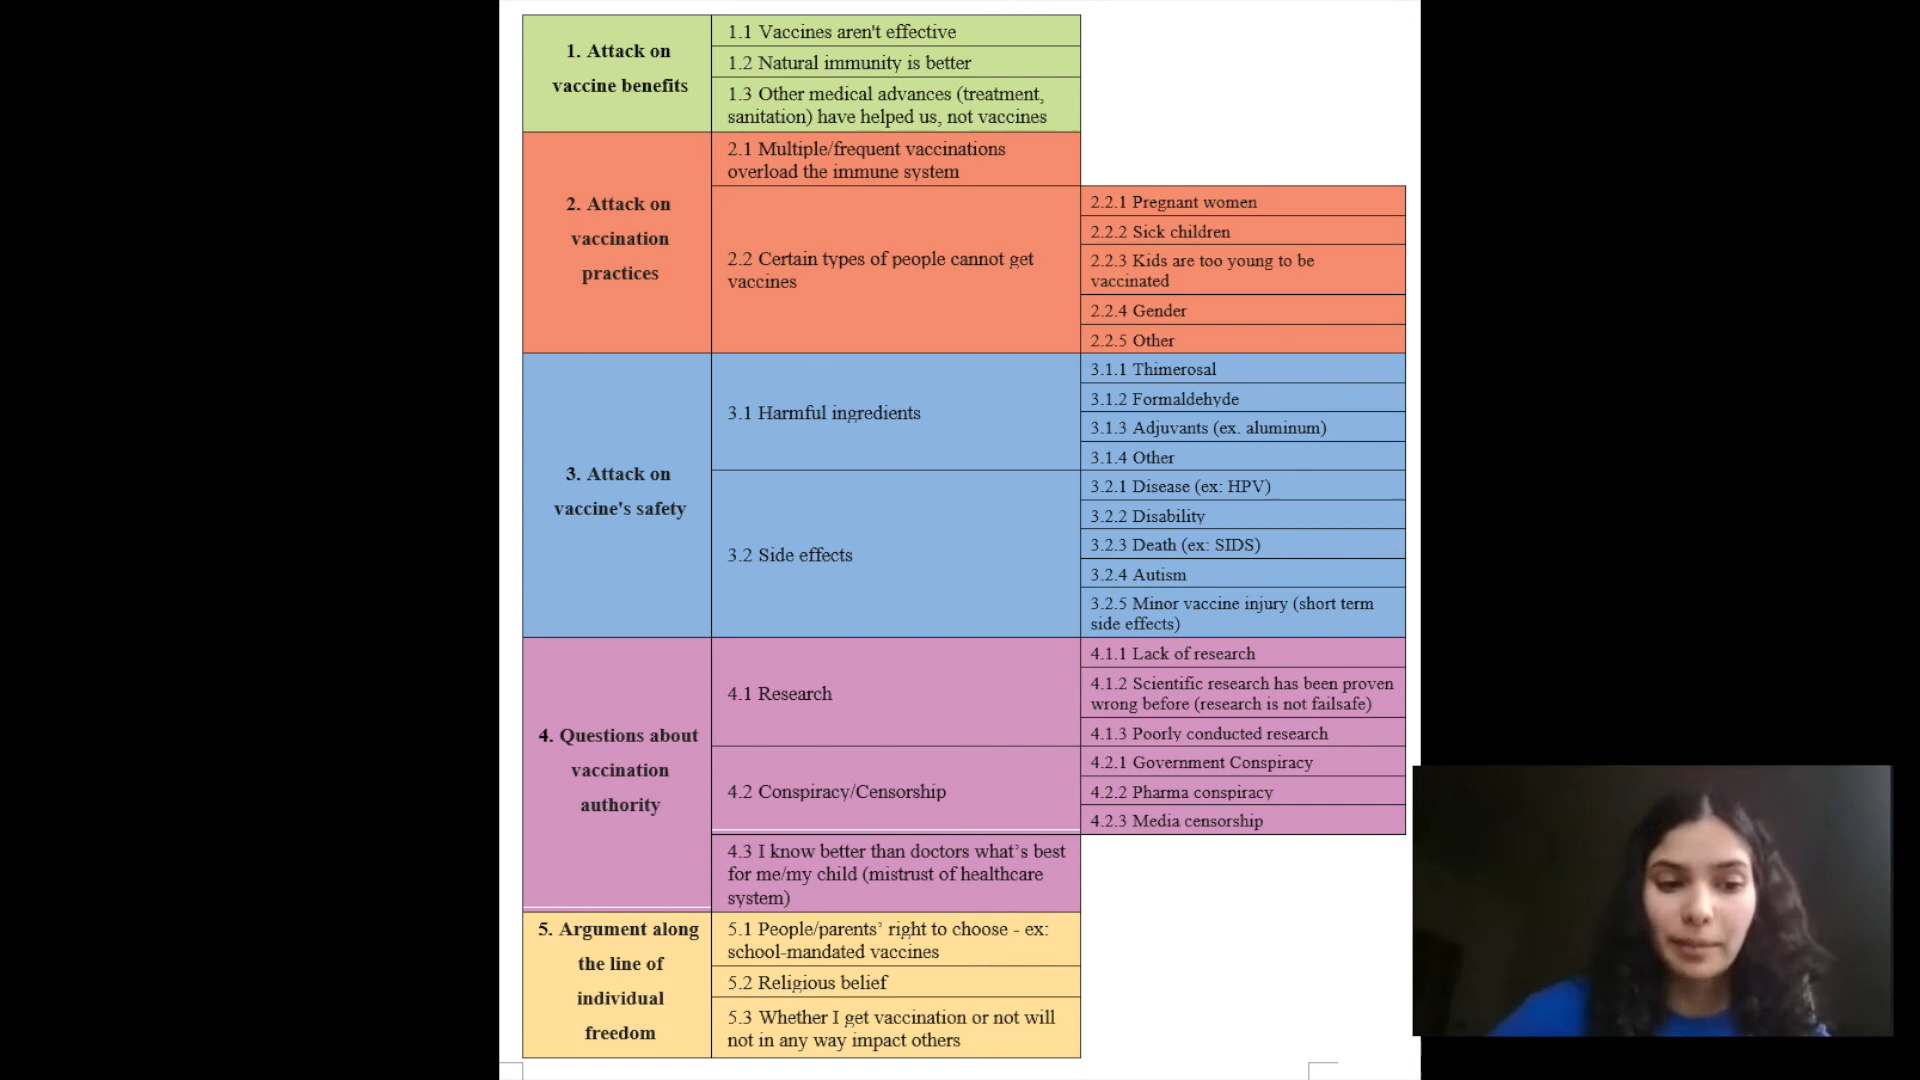 1. Attack on
vaccine benefits
1.1 Vaccines aren't effective
1.2 Natural immunity is better
1.3 Other medical advances (treatment,
sanitation) have helped us, not vaccines
2. Attack on
vaccination
practices
2.1 Multiple/frequent vaccinations
overload the immune system
2.2 Certain types of people cannot get
vaccines
2.2.1 Pregnant women
2.2.2 Sick children
2.2.3 Kids are too young to be
vaccinated
2.2.4 Gender
2.2.5 Other
3. Attack on
vaccine's safety
3.1 Harmful ingredients
3.1.1 Thimerosal
3.1.2 Formaldehyde
3.1.3 Adjuvants (ex. aluminum)
3.1.4 Other
3.2 Side effects
3.2.1 Disease (ex: HPV)
3.2.2 Disability
3.2.3 Death (ex: SIDS)
3.2.4 Autism
3.2.5 Minor vaccine injury (short term
side effects)
4. Questions about
vaccination
authority
4.1 Research
4.1.1 Lack of research
4.1.2 Scientific research has been proven
wrong before (research is not failsafe)
4.1.3 Poorly conducted research
4.2 Conspiracy/Censorship
4.2.1 Government Conspiracy
4.2.2 Pharma conspiracy
4.2.3 Media censorship
4.3 I know better than doctors what’s best
for me/my child (mistrust of healthcare
system)
5. Argument along
the line of
individual
freedom
5.1 People/parents’ right to choose - ex:
school-mandated vaccines
5.2 Religious belief
5.3 Whether I get vaccination or not will
not in any way impact others